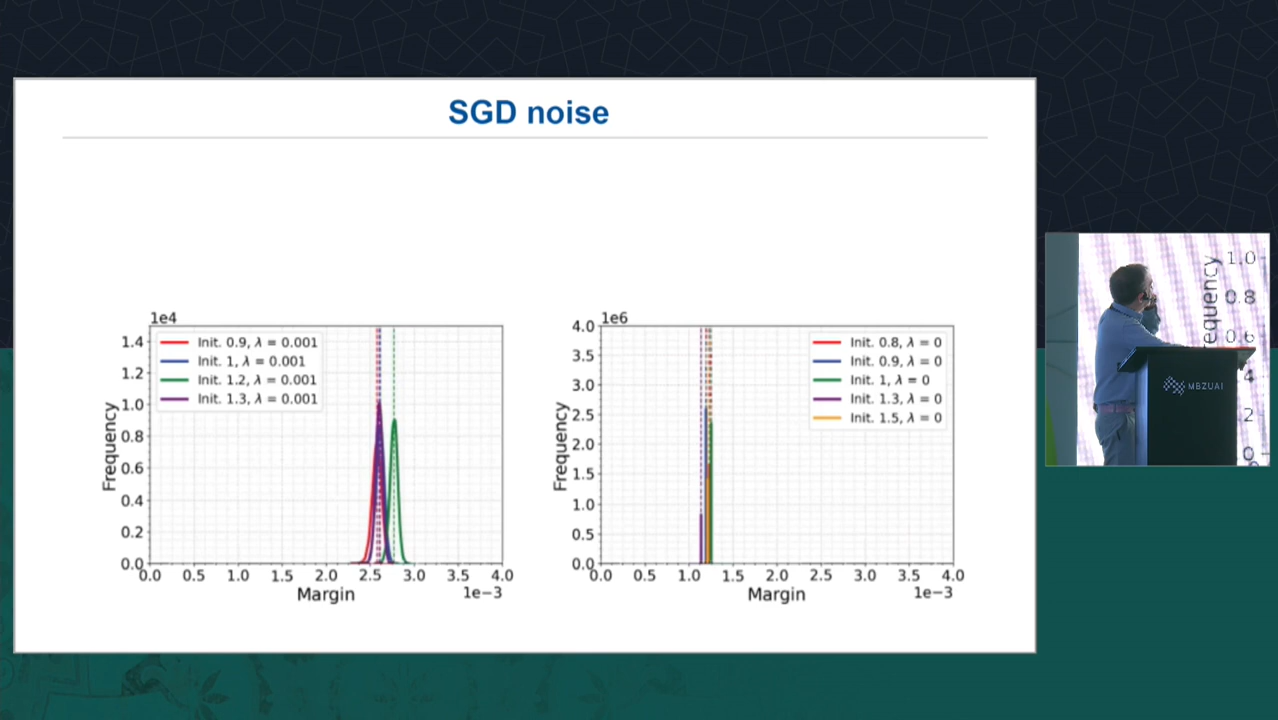 SGD noise
1e4
1.4
1.2
1.0
0.8
0.6
0.4
0.2
0.0
Frequency
Init. 0.9, λ = 0.001
Init. 1, λ = 0.001
Init. 1.2, λ = 0.001
Init. 1.3, λ = 0.001
0.0 0.5 1.0 1.5 2.0 2.5 3.0 3.5 4.0
Margin
1e−3
1e6
4.0
3.5
3.0
2.5
2.0
1.5
1.0
0.5
0.0
Frequency
Init. 0.8, λ = 0
Init. 0.9, λ = 0
Init. 1, λ = 0
Init. 1.3, λ = 0
Init. 1.5, λ = 0
0.0 0.5 1.0 1.5 2.0 2.5 3.0 3.5 4.0
Margin
1e−3
requency
1.0
0.8
0.6
4
2
MBZUAI